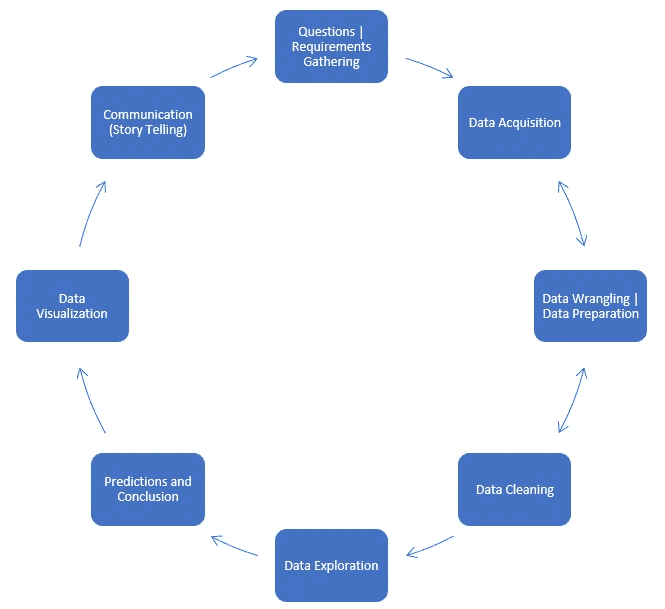 Questions |
Requirements
Gathering
Data Acquisition
Data Wrangling |
Data Preparation
Data Cleaning
Data Exploration
Predictions and
Conclusion
Data
Visualization
Communication
(Story Telling)